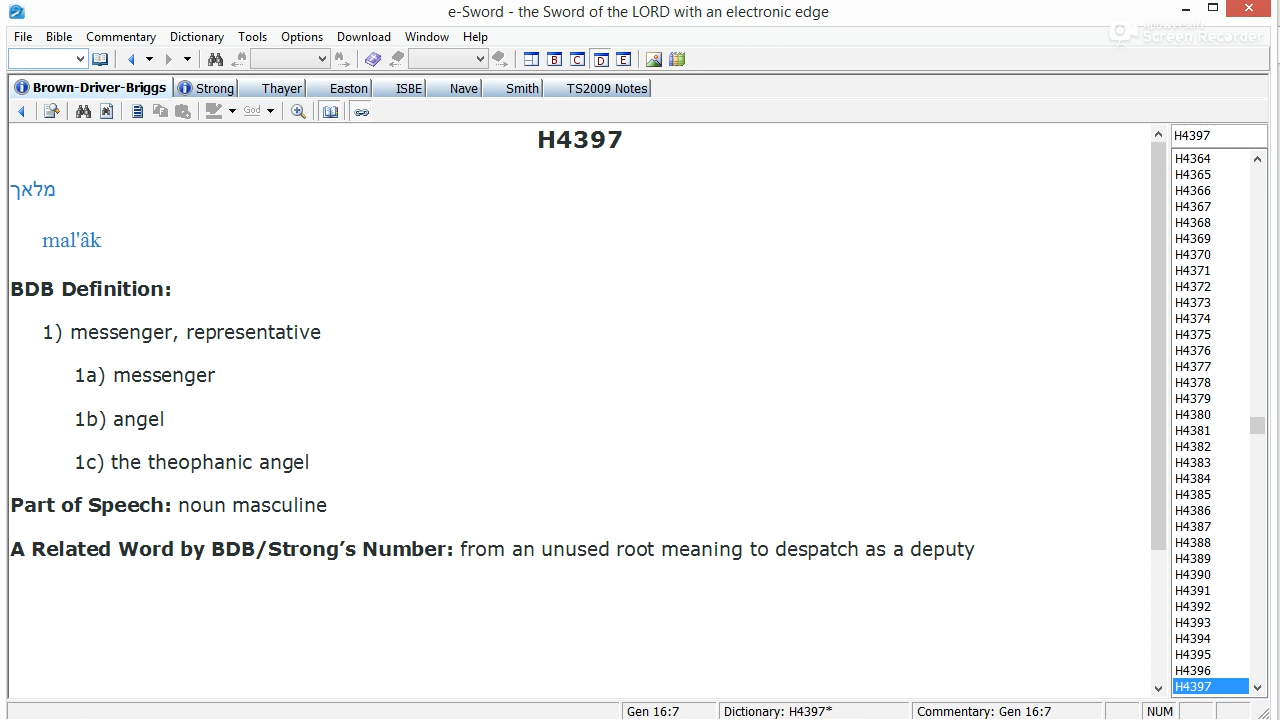 e-Sword - the Sword of the LORD with an electronic edge
File Bible Commentary Dictionary Tools Options Download Window Help
Screen Recorder
B C D E
Brown-Driver-Briggs Strong Thayer Easton ISBE Nave Smith TS2009 Notes
God
H4397
מלאך
mal'âk
BDB Definition:
1) messenger, representative
1a) messenger
1b) angel
1c) the theophanic angel
Part of Speech: noun masculine
A Related Word by BDB/Strong’s Number: from an unused root meaning to despatch as a deputy
H4397
H4364
H4365
H4366
H4367
H4368
H4369
H4370
H4371
H4372
H4373
H4374
H4375
H4376
H4377
H4378
H4379
H4380
H4381
H4382
H4383
H4384
H4385
H4386
H4387
H4388
H4389
H4390
H4391
H4392
H4393
H4394
H4395
H4396
H4397
Gen 16:7 Dictionary: H4397* Commentary: Gen 16:7 NUM